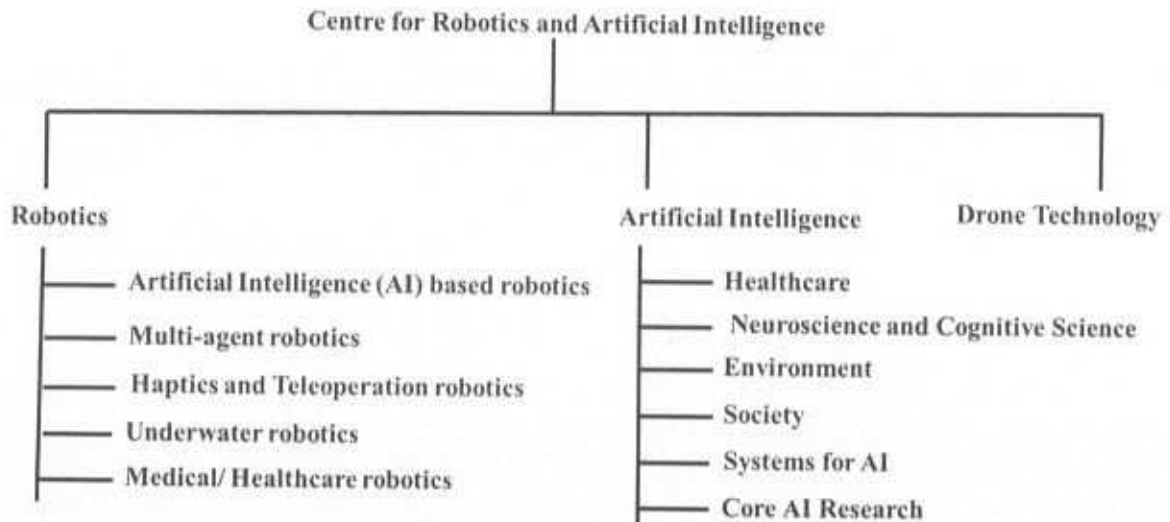 Centre for Robotics and Artificial Intelligence
Robotics
Artificial Intelligence (AI) based robotics
Multi-agent robotics
Haptics and Teleoperation robotics
Underwater robotics
Medical/ Healthcare robotics
Artificial Intelligence
Healthcare
Neuroscience and Cognitive Science
Environment
Society
Systems for AI
Core AI Research
Drone Technology